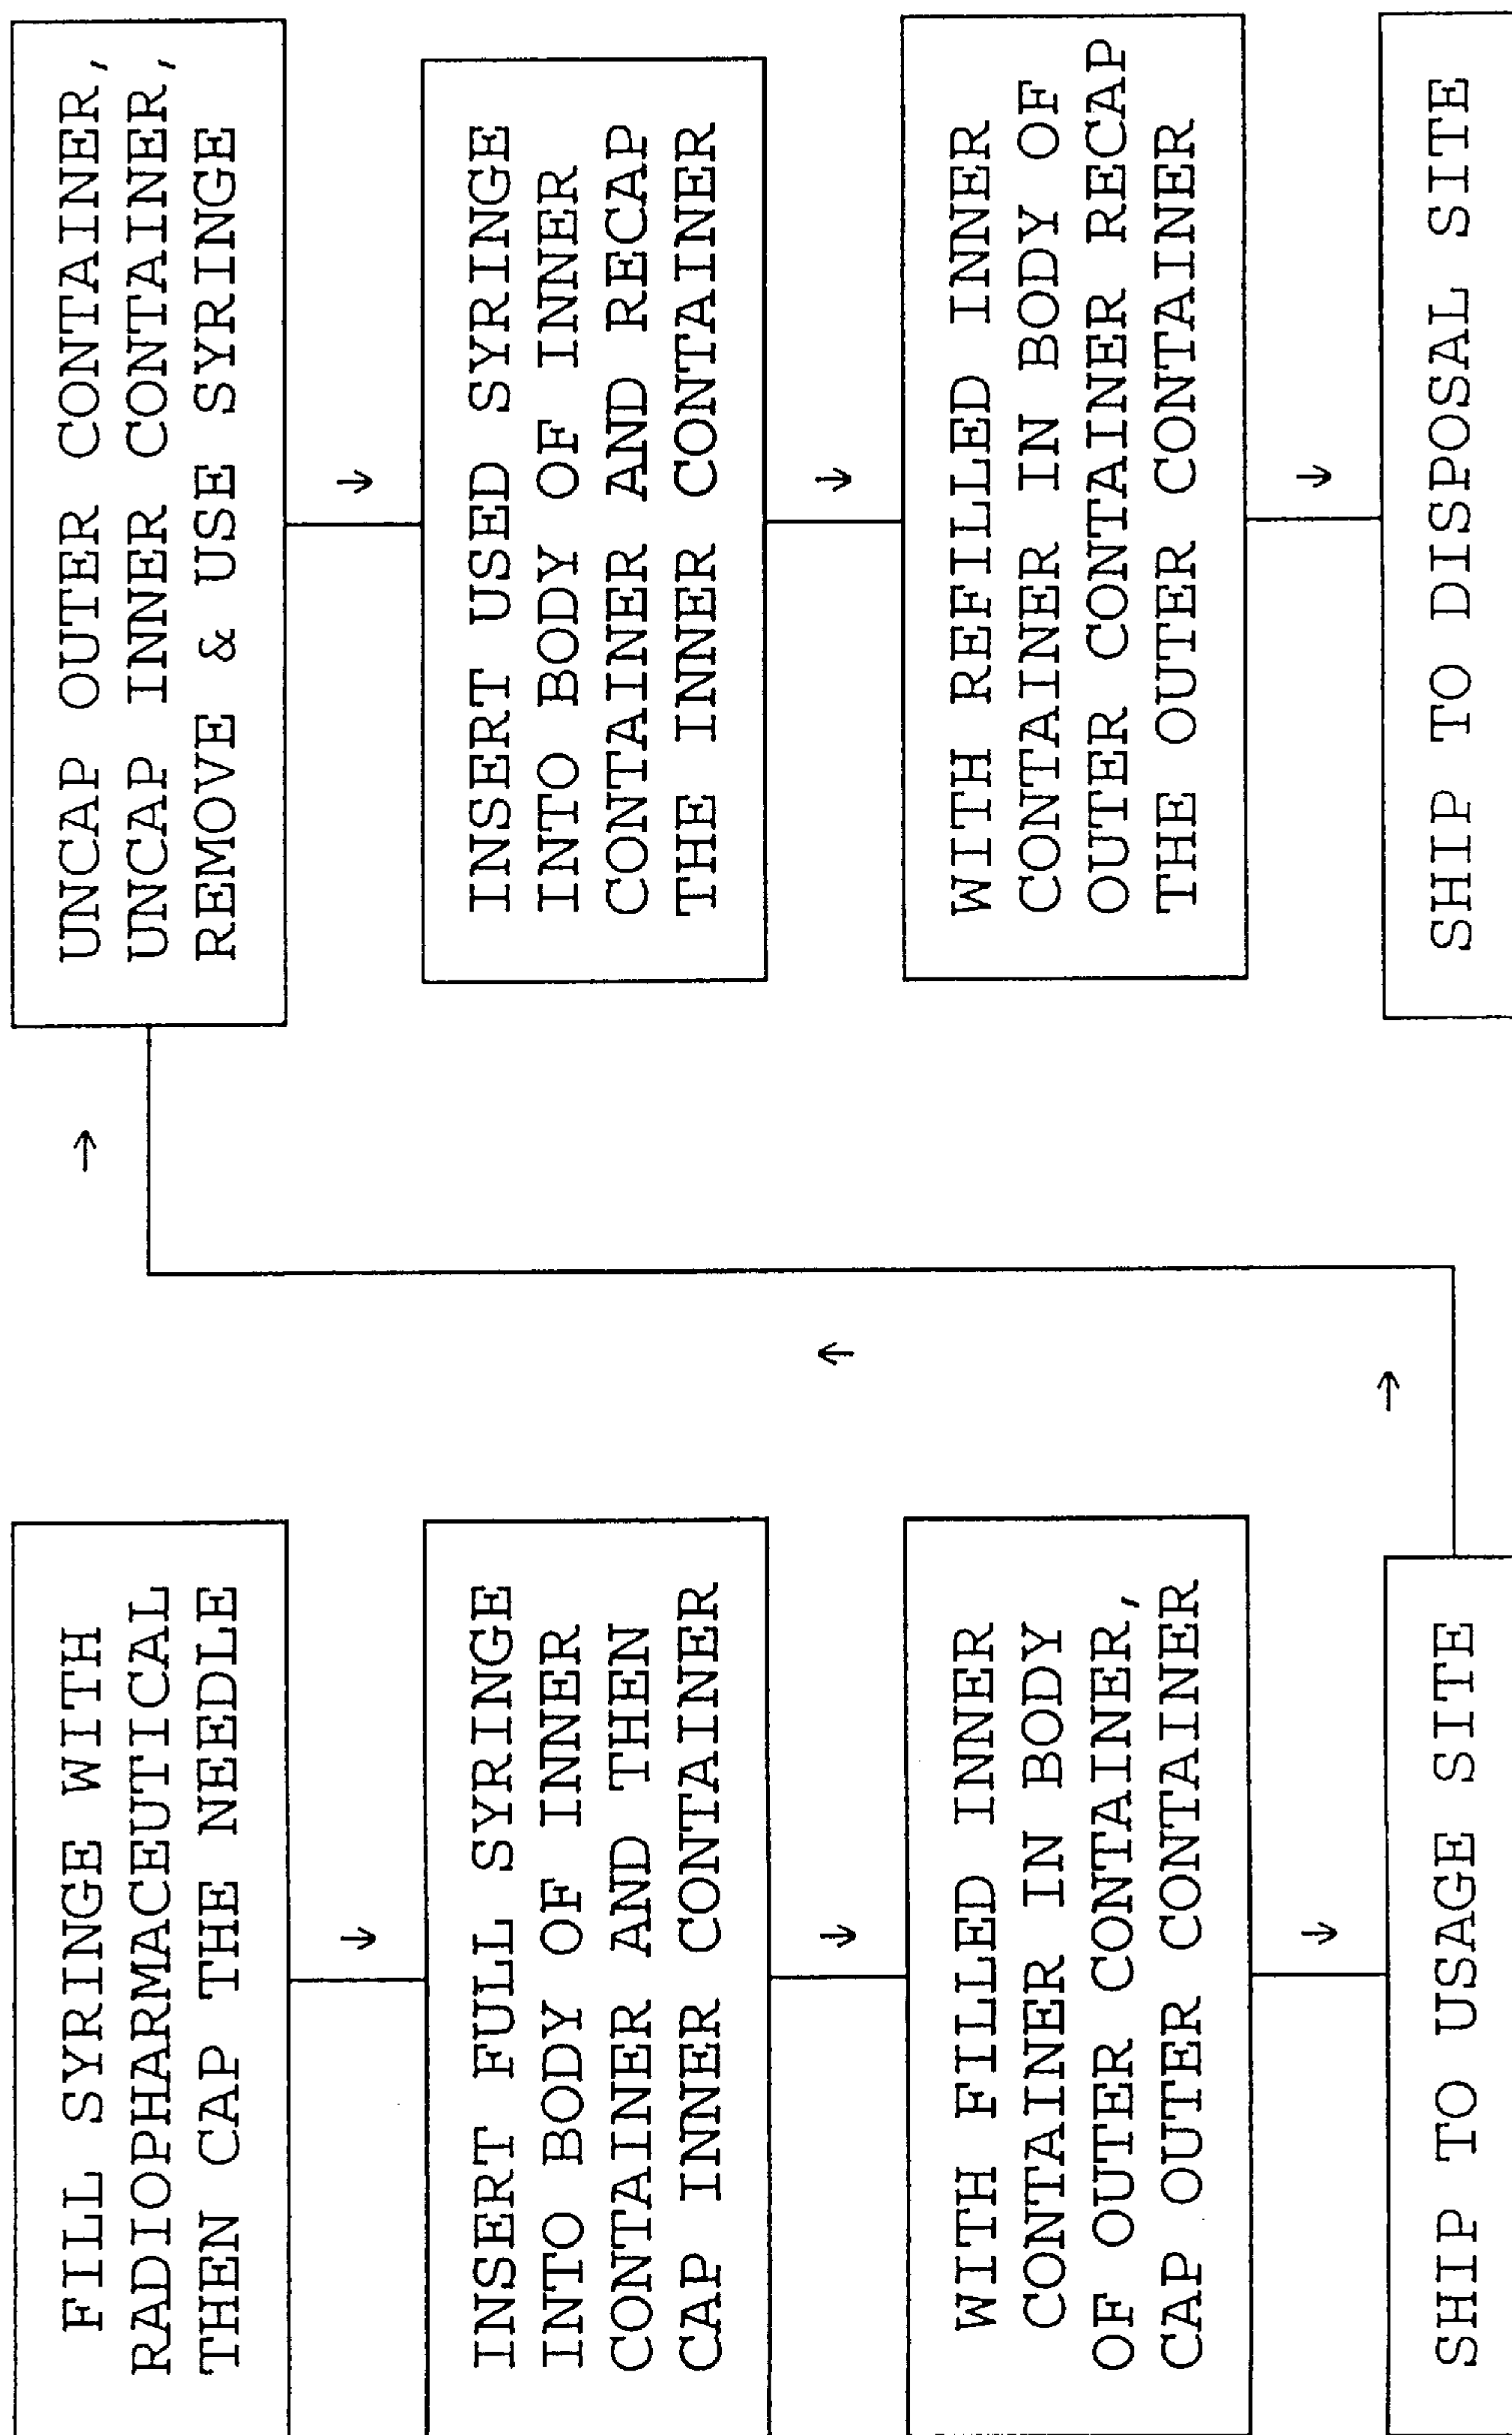 FILL SYRINGE WITH
RADIOPHARMACEUTICAL
THEN CAP THE NEEDLE
INSERT FULL SYRINGE
INTO BODY OF INNER
CONTAINER AND THEN
CAP INNER CONTAINER
WITH FILLED INNER
CONTAINER IN BODY
OF OUTER CONTAINER,
CAP OUTER CONTAINER
SHIP TO USAGE SITE
UNCAP OUTER CONTAINER,
UNCAP INNER CONTAINER,
REMOVE & USE SYRINGE
INSERT USED SYRINGE
INTO BODY OF INNER
CONTAINER AND RECAP
THE INNER CONTAINER
WITH REFILLED INNER
CONTAINER IN BODY OF
OUTER CONTAINER RECAP
THE OUTER CONTAINER
SHIP TO DISPOSAL SITE